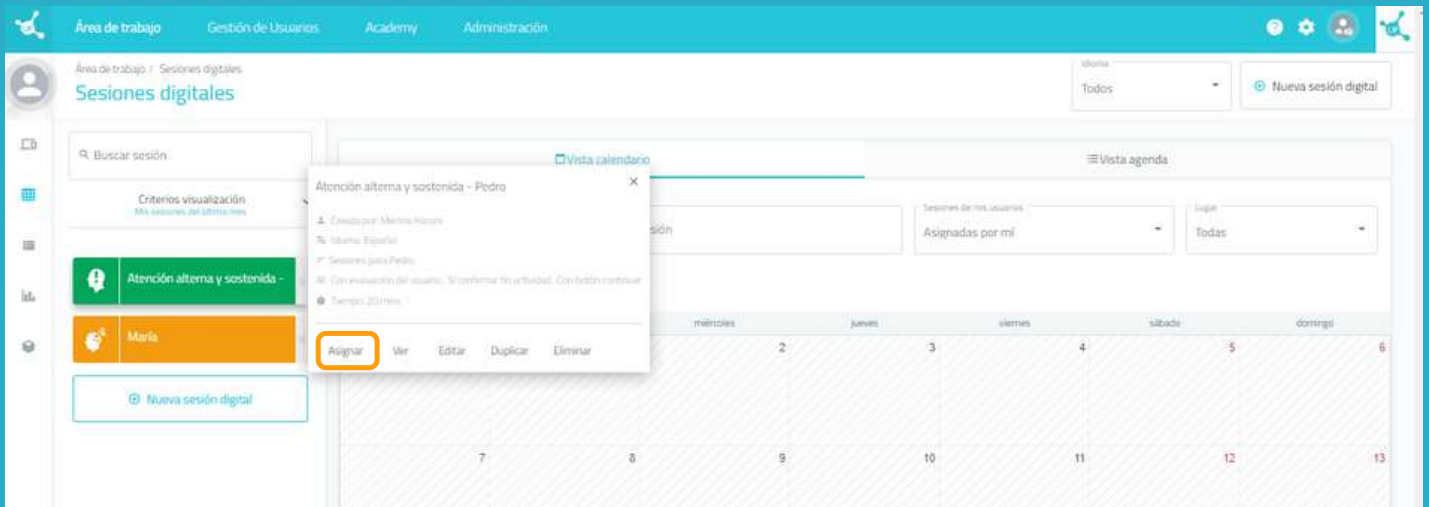 Área de trabajo Gestión de Usuarios Academy Administración
Área de trabajo / Sesiones digitales
Sesiones digitales
Idioma
Todos
Nueva sesión digital
Buscar sesión
Vista calendario
Vista agenda
Criterios visualización
Mis sesiones del último mes
Atención alterna y sostenida - Pedro
Creada por:
Idioma: Español
Sesiones para Pedro
Con evaluación del usuario. Sí confirmar fin actividad. Con botón continuar
Tiempo: 20 mins.
Asignar Ver Editar Duplicar Eliminar
sión
Sesiones de mis usuarios
Asignadas por mí
Lugar
Todas
Atención alterna y sostenida -
María
Nueva sesión digital
miércoles jueves viernes sábado domingo
2 3 4 5 6
7 8 9 10 11 12 13